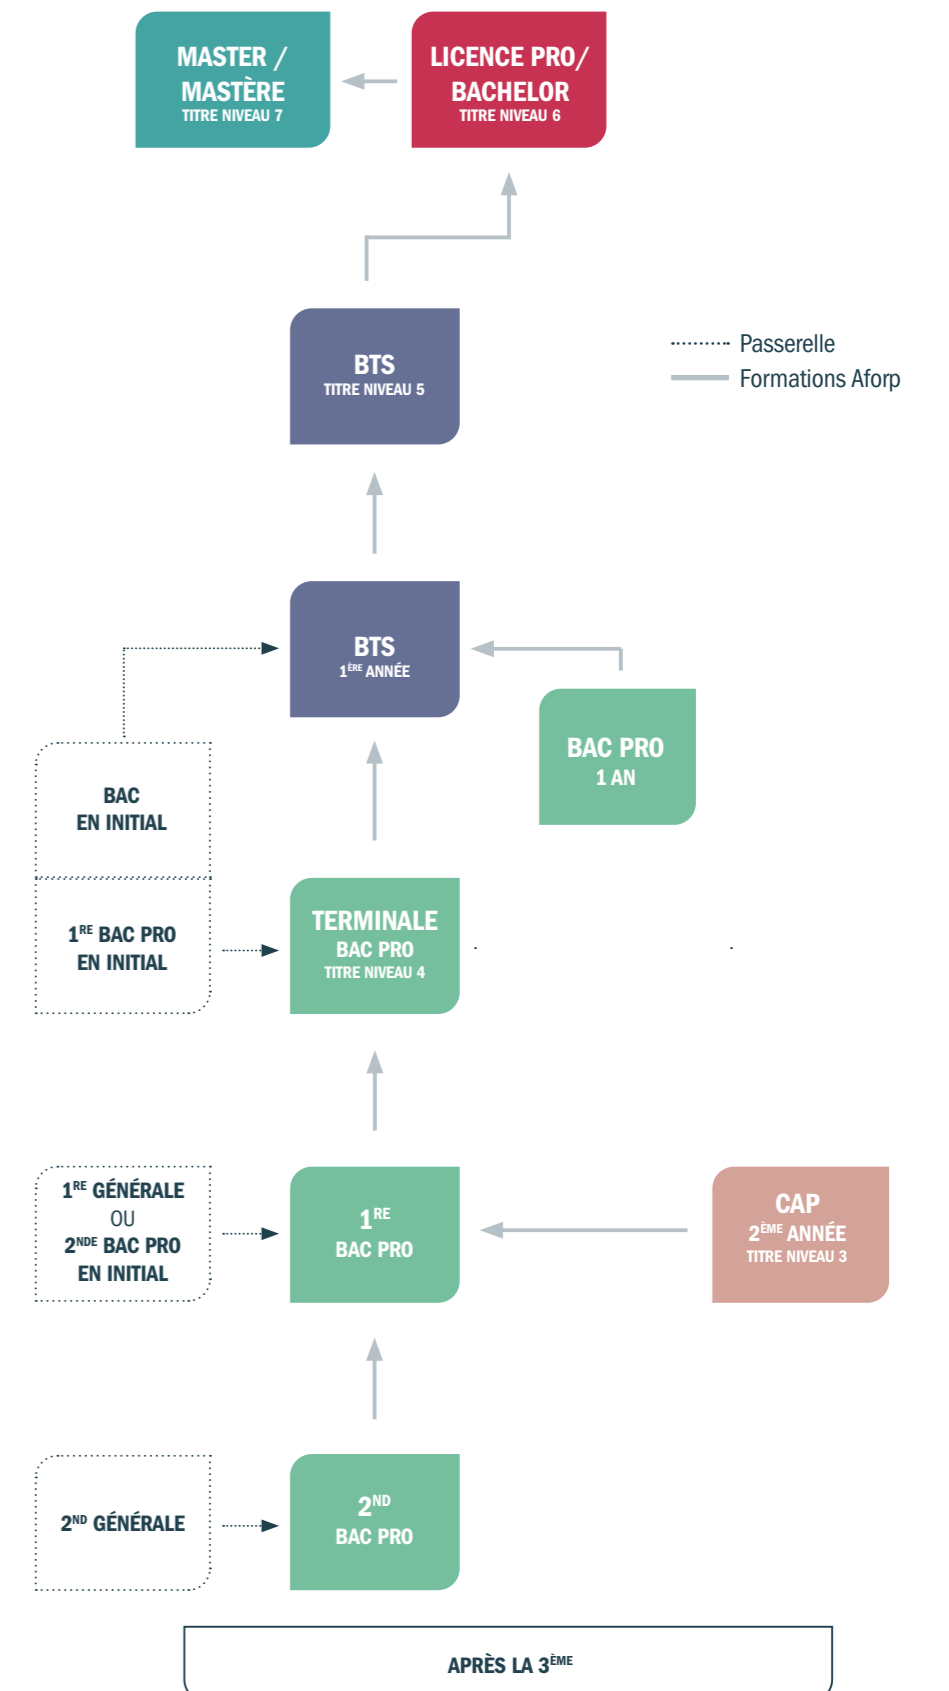 MASTER /
MASTÈRE
TITRE NIVEAU 7
LICENCE PRO/
BACHELOR
TITRE NIVEAU 6
BTS
TITRE NIVEAU 5
Passerelle
Formations Aforp
BTS
1ÈRE ANNÉE
BAC PRO
1 AN
BAC
EN INITIAL
1RE BAC PRO
EN INITIAL
TERMINALE
BAC PRO
TITRE NIVEAU 4
1RE GÉNÉRALE
OU
2NDE BAC PRO
EN INITIAL
1RE
BAC PRO
CAP
2ÈME ANNÉE
TITRE NIVEAU 3
2ND GÉNÉRALE
2ND
BAC PRO
APRÈS LA 3ÈME